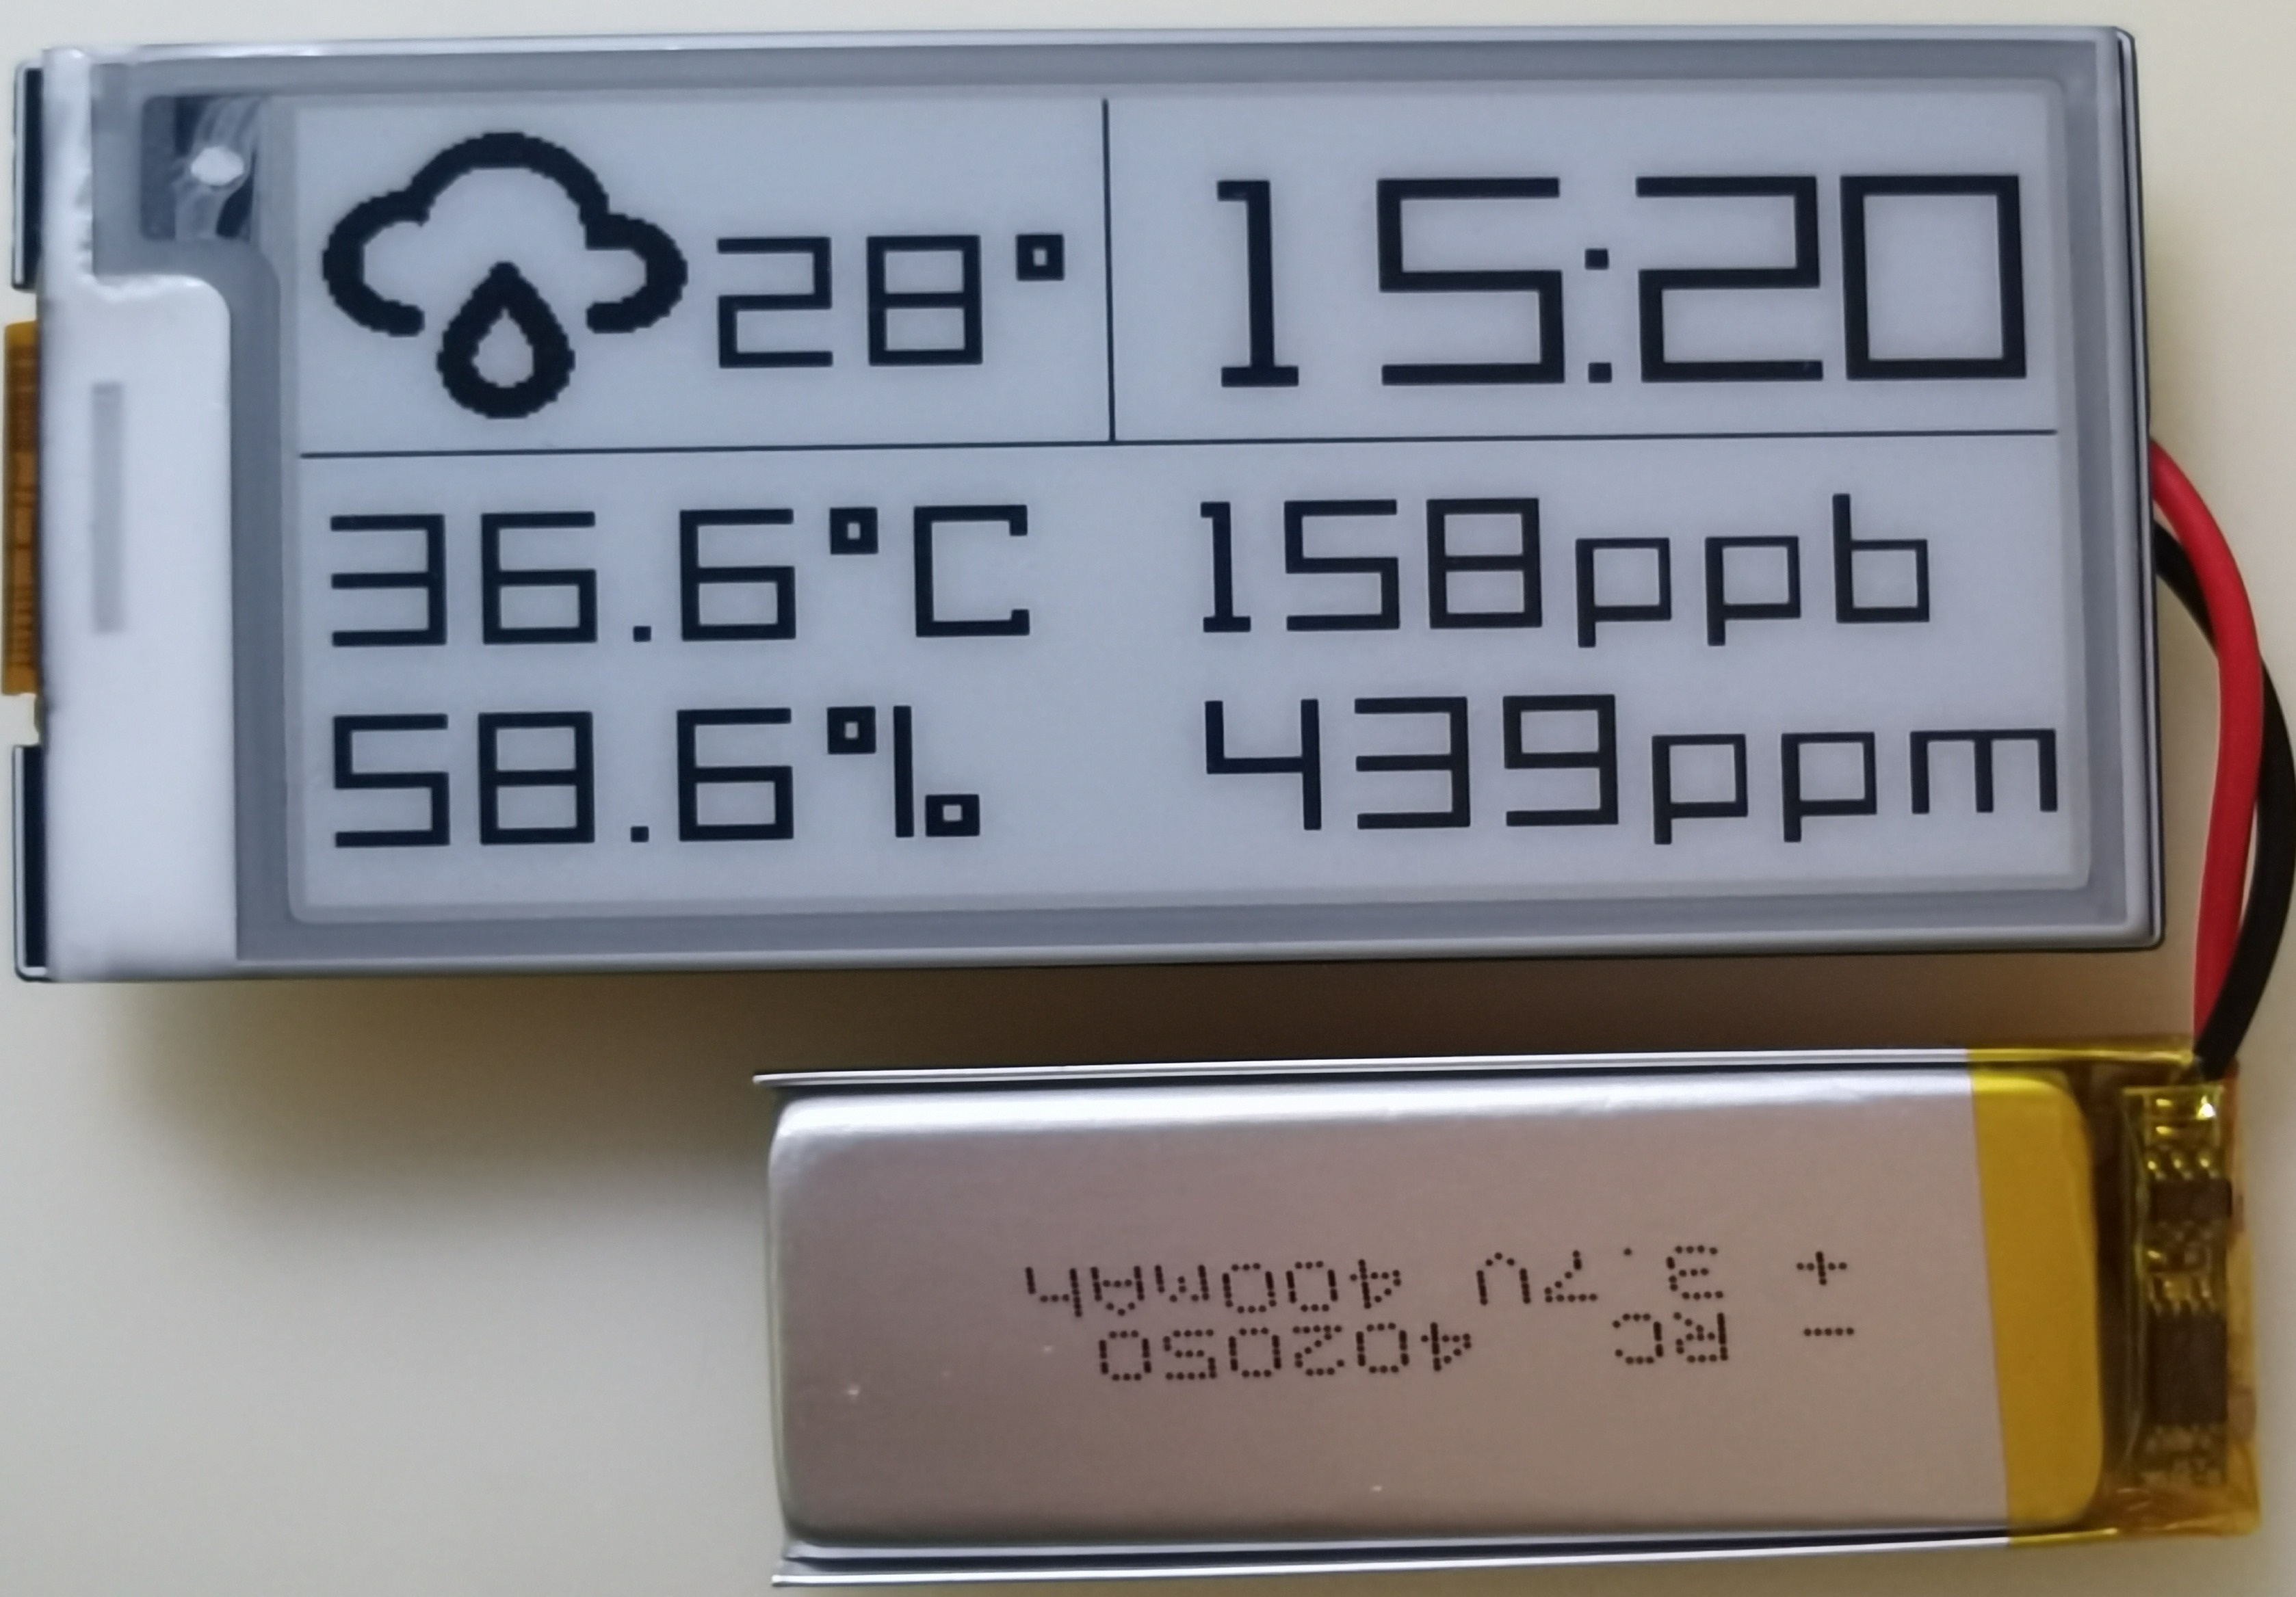 28° 15:20
36.6°C 158ppb
58.6% 439ppm
- RC 402050
+ 3.7V 400mAh